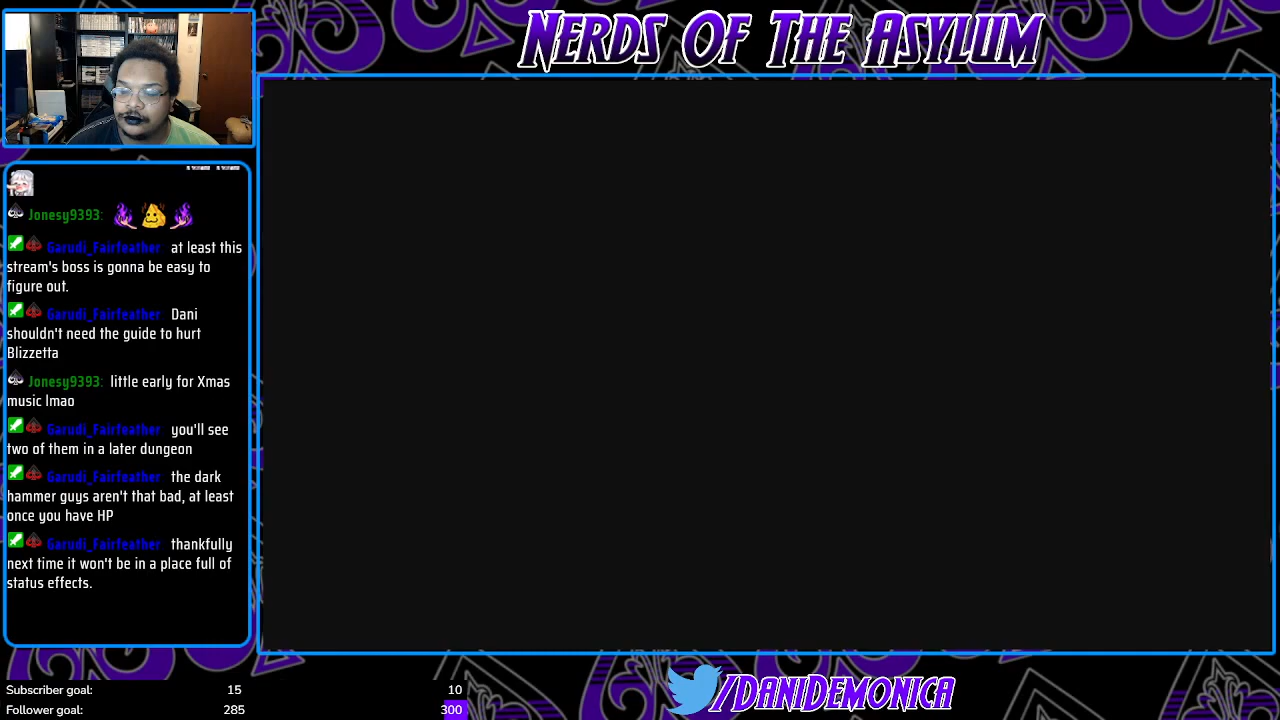 Nerds Of The Asylum
Jonesy9393:
Garudi_Fairfeather at least this
stream's boss is gonna be easy to
figure out.
Garudi_Fairfeather Dani
shouldn't need the guide to hurt
Blizzetta
Jonesy9393: little early for Xmas
music lmao
Garudi_Fairfeather you'll see
two of them in a later dungeon
Garudi_Fairfeather the dark
hammer guys aren't that bad, at least
once you have HP
Garudi_Fairfeather thankfully
next time it won't be in a place full of
status effects.
Subscriber goal: 15 10
Follower goal: 285 300
/DaniDemonica